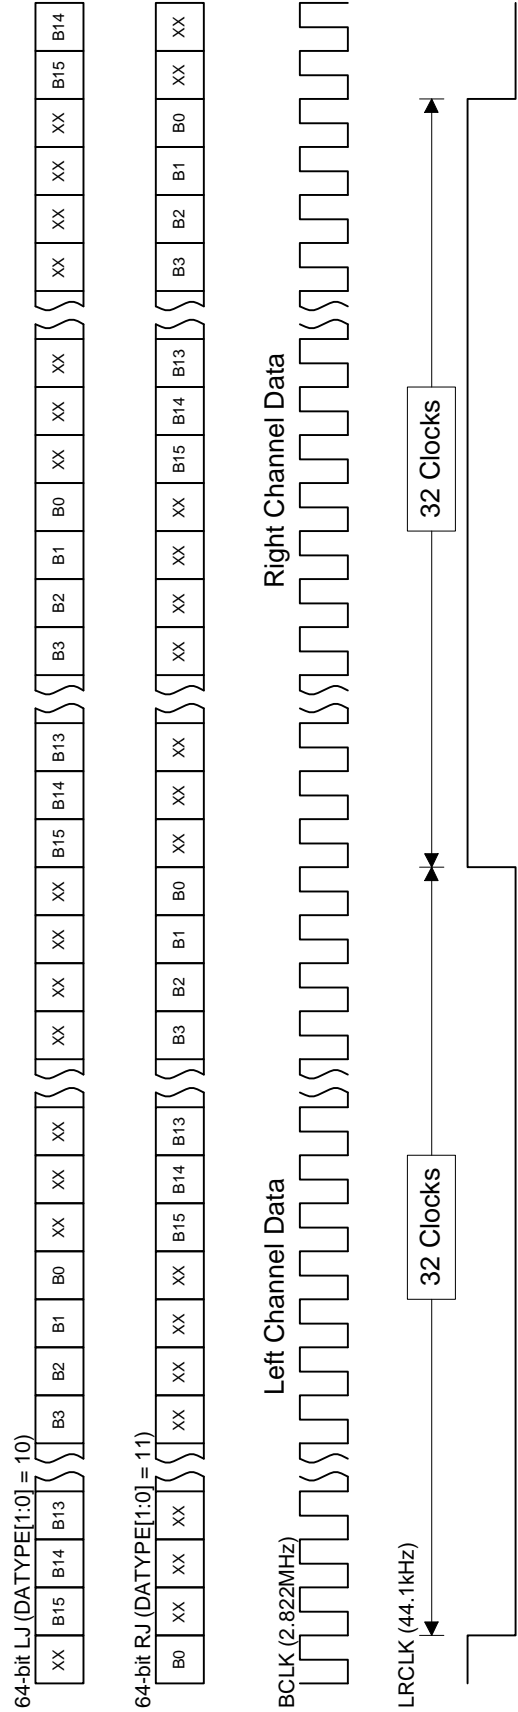 64-bit LJ (DATYPE[1:0] = 10)
XX B15 B14 B13 B3 B2 B1 B0 XX XX XX XX XX XX XX B15 B14 B13 B3 B2 B1 B0 XX XX XX XX XX XX XX B15 B14
64-bit RJ (DATYPE[1:0] = 11)
B0 XX XX XX XX XX XX XX B15 B14 B13 B3 B2 B1 B0 XX XX XX XX XX XX XX B15 B14 B13 B3 B2 B1 B0 XX XX
Left Channel Data Right Channel Data
BCLK (2.822MHz)
LRCLK (44.1kHz)
32 Clocks 32 Clocks